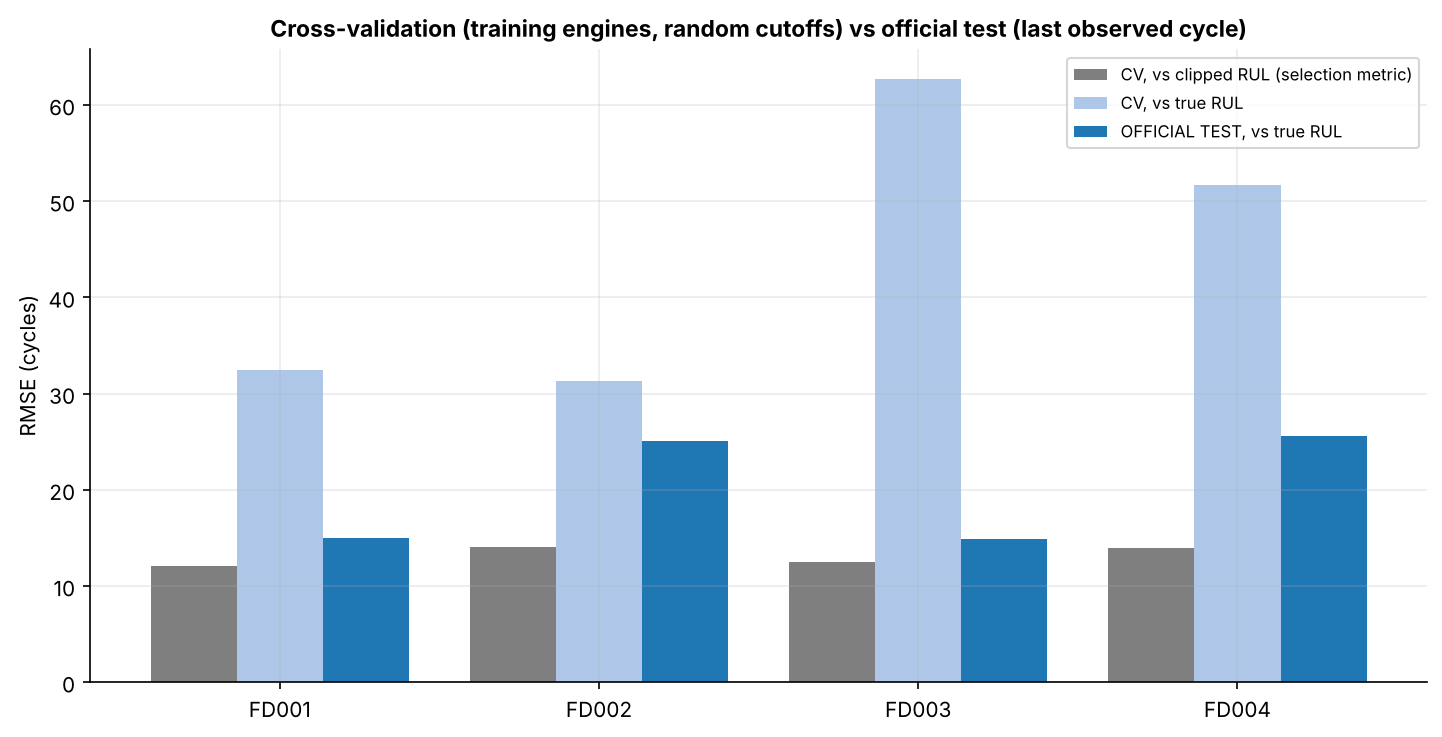 Cross-validation (training engines, random cutoffs) vs official test (last observed cycle)
CV, vs clipped RUL (selection metric)
CV, vs true RUL
OFFICIAL TEST, vs true RUL
RMSE (cycles)
60
50
40
30
20
10
0
FD001
FD002
FD003
FD004